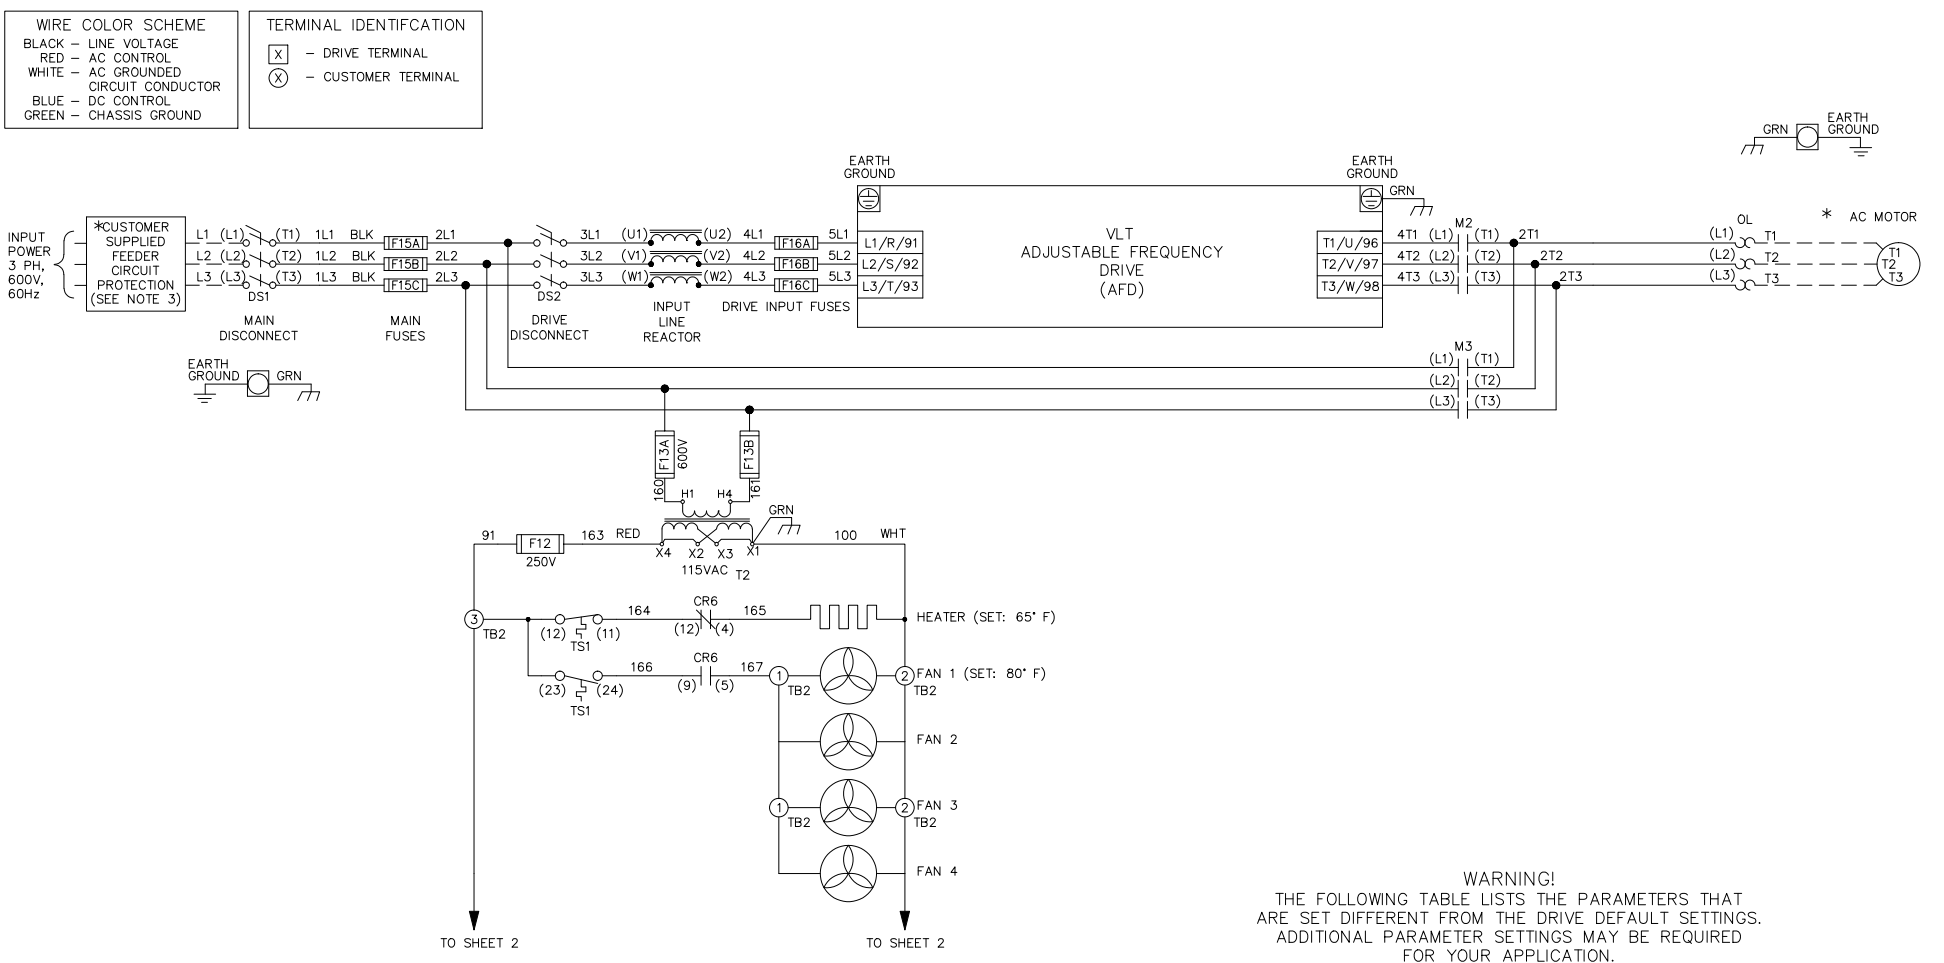 WIRE COLOR SCHEME
BLACK - LINE VOLTAGE
RED - AC CONTROL
WHITE - AC GROUNDED
CIRCUIT CONDUCTOR
BLUE - DC CONTROL
GREEN - CHASSIS GROUND
TERMINAL IDENTIFCATION
X - DRIVE TERMINAL
X - CUSTOMER TERMINAL
GRN
EARTH
GROUND
INPUT
POWER
3 PH,
600V,
60Hz
*CUSTOMER
SUPPLIED
FEEDER
CIRCUIT
PROTECTION
(SEE NOTE 3)
L1 (L1) (T1) 1L1 BLK F15A 2L1
L2 (L2) (T2) 1L2 BLK F15B 2L2
L3 (L3) (T3) 1L3 BLK F15C 2L3
DS1
MAIN
DISCONNECT
MAIN
FUSES
3L1 (U1) (U2) 4L1 F16A 5L1
3L2 (V1) (V2) 4L2 F16B 5L2
3L3 (W1) (W2) 4L3 F16C 5L3
DS2
DRIVE
DISCONNECT
INPUT
LINE
REACTOR
DRIVE INPUT FUSES
EARTH
GROUND
L1/R/91
L2/S/92
L3/T/93
VLT
ADJUSTABLE FREQUENCY
DRIVE
(AFD)
EARTH
GROUND
GRN
T1/U/96
T2/V/97
T3/W/98
M2
4T1 (L1) (T1) 2T1
4T2 (L2) (T2) 2T2
4T3 (L3) (T3) 2T3
OL
(L1) T1
(L2) T2
(L3) T3
* AC MOTOR
T1
T2
T3
M3
(L1) (T1)
(L2) (T2)
(L3) (T3)
EARTH
GROUND
GRN
F13A
600V
F13B
160
161
H1 H4
GRN
91 F12 163 RED
250V
X4 X2 X3 X1
100 WHT
115VAC T2
3
TB2
(12) (11)
TS1
164
CR6
(12) (4)
165
HEATER (SET: 65° F)
(23) (24)
TS1
166
CR6
(9) (5)
167
1
TB2
2
TB2
FAN 1 (SET: 80° F)
FAN 2
1
TB2
2
TB2
FAN 3
FAN 4
TO SHEET 2
TO SHEET 2
WARNING!
THE FOLLOWING TABLE LISTS THE PARAMETERS THAT
ARE SET DIFFERENT FROM THE DRIVE DEFAULT SETTINGS.
ADDITIONAL PARAMETER SETTINGS MAY BE REQUIRED
FOR YOUR APPLICATION.